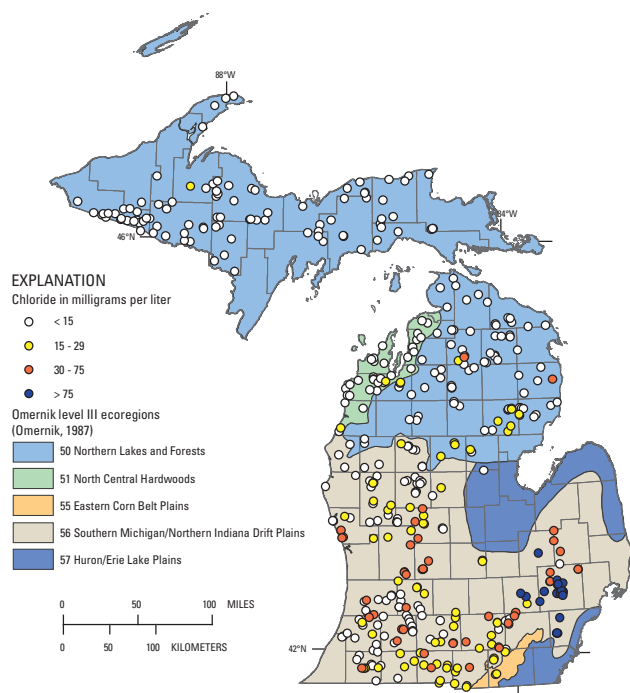 88°W
84°W
46°N
EXPLANATION
Chloride in milligrams per liter
< 15
15 - 29
30 - 75
> 75
Omernik level III ecoregions
(Omernik, 1987)
50 Northern Lakes and Forests
51 North Central Hardwoods
55 Eastern Corn Belt Plains
56 Southern Michigan/Northern Indiana Drift Plains
57 Huron/Erie Lake Plains
0 50 100 MILES
0 50 100 KILOMETERS
42°N